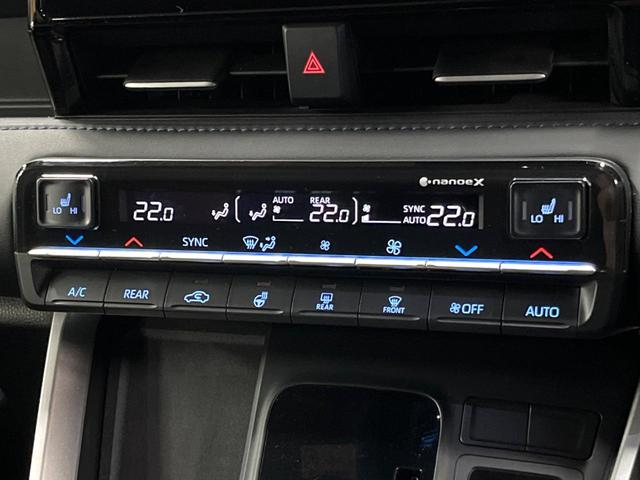 nanoeX
LO HI
22.0
AUTO
REAR
22.0
SYNC
AUTO 22.0
LO HI
SYNC
A/C
REAR
REAR
FRONT
OFF
AUTO